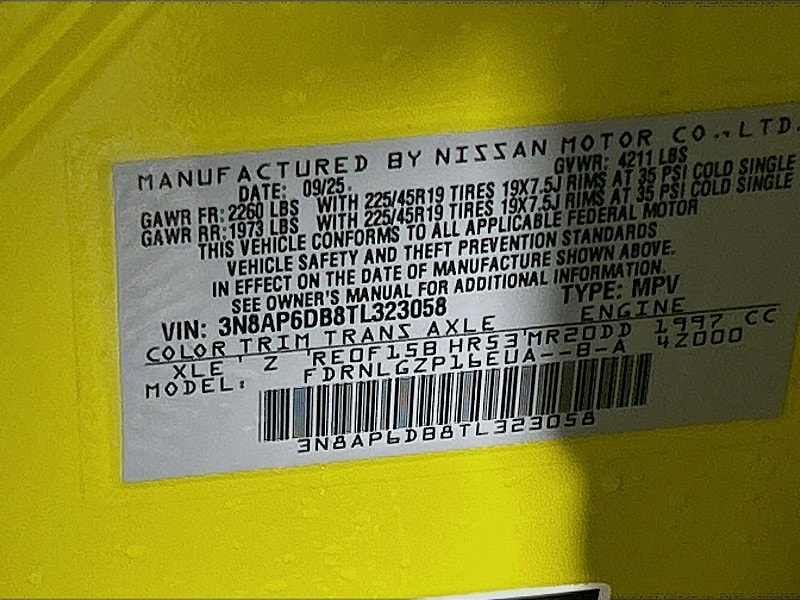 MANUFACTURED BY NISSAN MOTOR CO., LTD.
DATE: 09/25. GVWR: 4211 LBS
GAWR FR: 2260 LBS WITH 225/45R19 TIRES 19X7.5J RIMS AT 35 PSI COLD SINGLE
GAWR RR: 1973 LBS WITH 225/45R19 TIRES 19X7.5J RIMS AT 35 PSI COLD SINGLE
THIS VEHICLE CONFORMS TO ALL APPLICABLE FEDERAL MOTOR
VEHICLE SAFETY AND THEFT PREVENTION STANDARDS
IN EFFECT ON THE DATE OF MANUFACTURE SHOWN ABOVE.
SEE OWNER'S MANUAL FOR ADDITIONAL INFORMATION.
VIN: 3N8AP6DB8TL323058 TYPE: MPV
COLOR TRIM TRANS AXLE ENGINE
XLE' Z 'RE0F15B HR53'MR20DD 1997 CC
MODEL: FDRNLGZP16EUA--B-A 4Z000
3N8AP6DB8TL323058